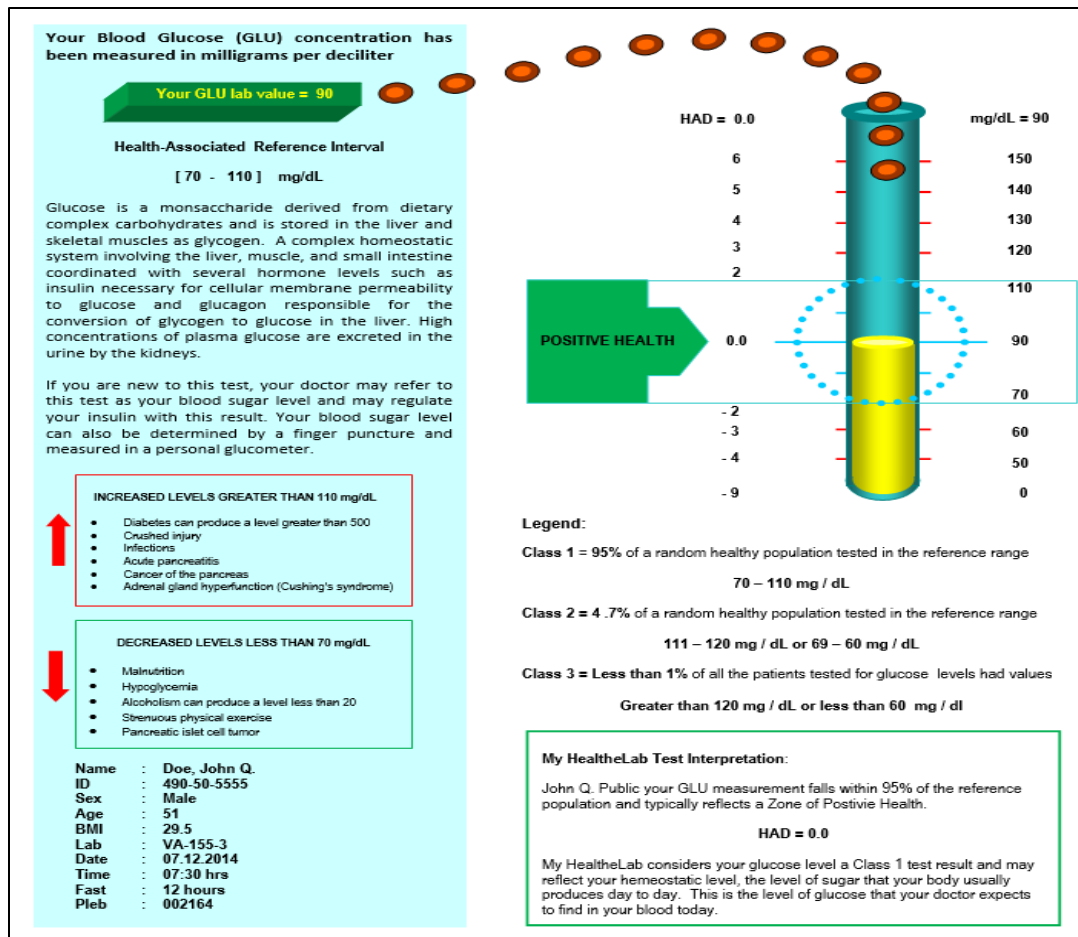 Your Blood Glucose (GLU) concentration has
been measured in milligrams per deciliter
Your GLU lab value = 90
Health-Associated Reference Interval
[ 70 - 110 ] mg/dL
Glucose is a monsaccharide derived from dietary
complex carbohydrates and is stored in the liver and
skeletal muscles as glycogen. A complex homeostatic
system involving the liver, muscle, and small intestine
coordinated with several hormone levels such as
insulin necessary for cellular membrane permeability
to glucose and glucagon responsible for the
conversion of glycogen to glucose in the liver. High
concentrations of plasma glucose are excreted in the
urine by the kidneys.
If you are new to this test, your doctor may refer to
this test as your blood sugar level and may regulate
your insulin with this result. Your blood sugar level
can also be determined by a finger puncture and
measured in a personal glucometer.
INCREASED LEVELS GREATER THAN 110 mg/dL
• Diabetes can produce a level greater than 500
• Crushed injury
• Infections
• Acute pancreatitis
• Cancer of the pancreas
• Adrenal gland hyperfunction (Cushing's syndrome)
DECREASED LEVELS LESS THAN 70 mg/dL
• Malnutrition
• Hypoglycemia
• Alcoholism can produce a level less than 20
• Strenuous physical exercise
• Pancreatic islet cell tumor
Name : Doe, John Q.
ID : 490-50-5555
Sex : Male
Age : 51
BMI : 29.5
Lab : VA-155-3
Date : 07.12.2014
Time : 07:30 hrs
Fast : 12 hours
Pleb : 002164
HAD = 0.0 mg/dL = 90
6 150
5 140
4 130
3 120
2 110
POSITIVE HEALTH 0.0 90
70
- 2
- 3 60
- 4 50
- 9 0
Legend:
Class 1 = 95% of a random healthy population tested in the reference range
70 – 110 mg / dL
Class 2 = 4 .7% of a random healthy population tested in the reference range
111 – 120 mg / dL or 69 – 60 mg / dL
Class 3 = Less than 1% of all the patients tested for glucose levels had values
Greater than 120 mg / dL or less than 60 mg / dl
My HealtheLab Test Interpretation:
John Q. Public your GLU measurement falls within 95% of the reference
population and typically reflects a Zone of Postivie Health.
HAD = 0.0
My HealtheLab considers your glucose level a Class 1 test result and may
reflect your hemeostatic level, the level of sugar that your body usually
produces day to day. This is the level of glucose that your doctor expects
to find in your blood today.